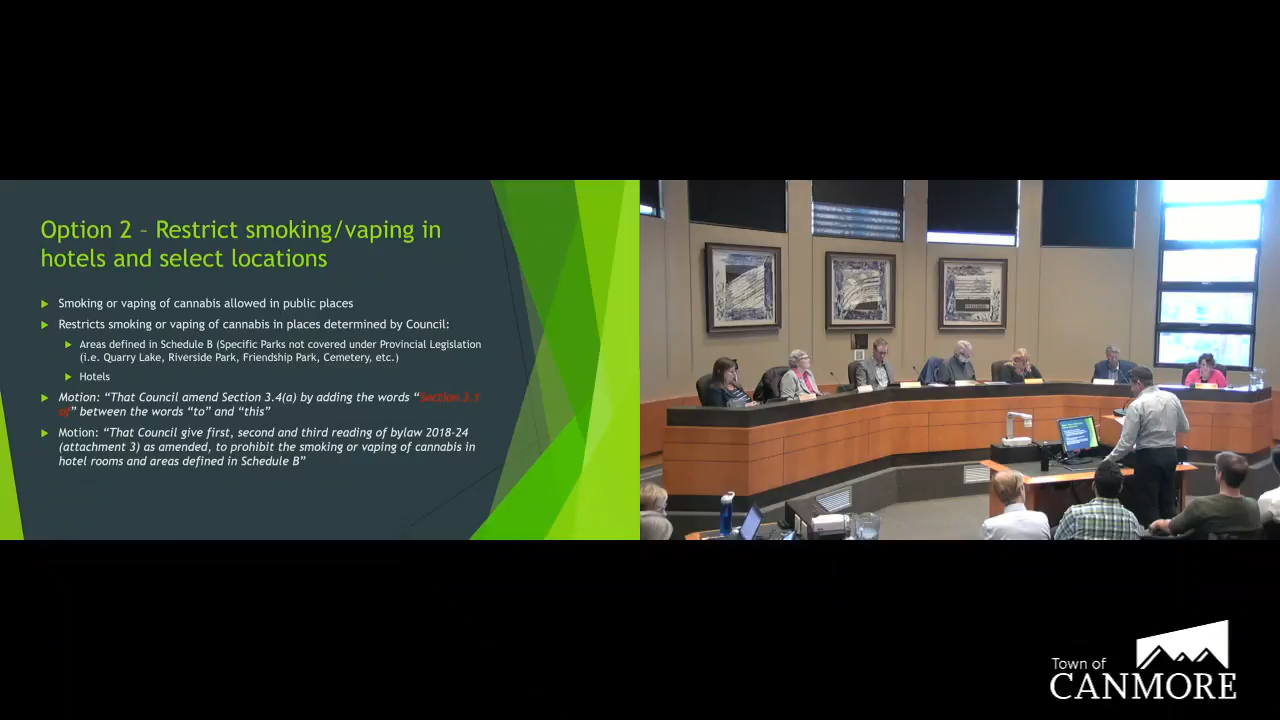 Option 2 – Restrict smoking/vaping in
hotels and select locations
Smoking or vaping of cannabis allowed in public places
Restricts smoking or vaping of cannabis in places determined by Council:
Areas defined in Schedule B (Specific Parks not covered under Provincial Legislation
(i.e. Quarry Lake, Riverside Park, Friendship Park, Cemetery, etc.)
Hotels
Motion: “That Council amend Section 3.4(a) by adding the words “Section 3.1
of” between the words “to” and “this”
Motion: “That Council give first, second and third reading of bylaw 2018-24
(attachment 3) as amended, to prohibit the smoking or vaping of cannabis in
hotel rooms and areas defined in Schedule B”
Town of
CANMORE